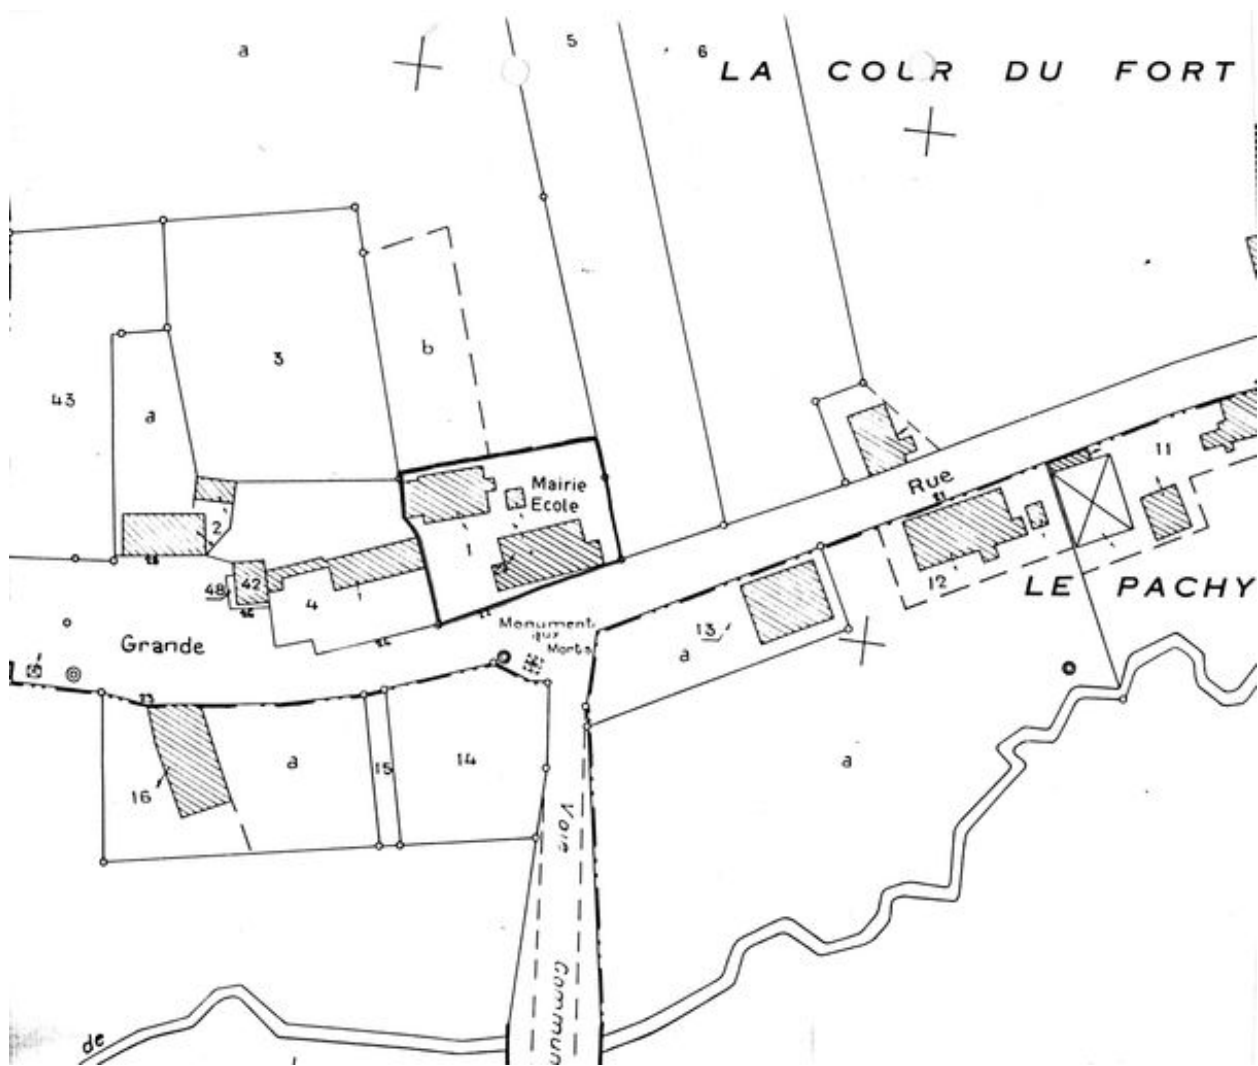 a
5
6
LA COUR DU FORT
3
b
43
a
Mairie
Ecole
Rue
11
2
1
42
48
4
12
LE PACHY
Monument
aux
Morts
13
a
Grande
a
15
14
16
a
Voie
Commun
de